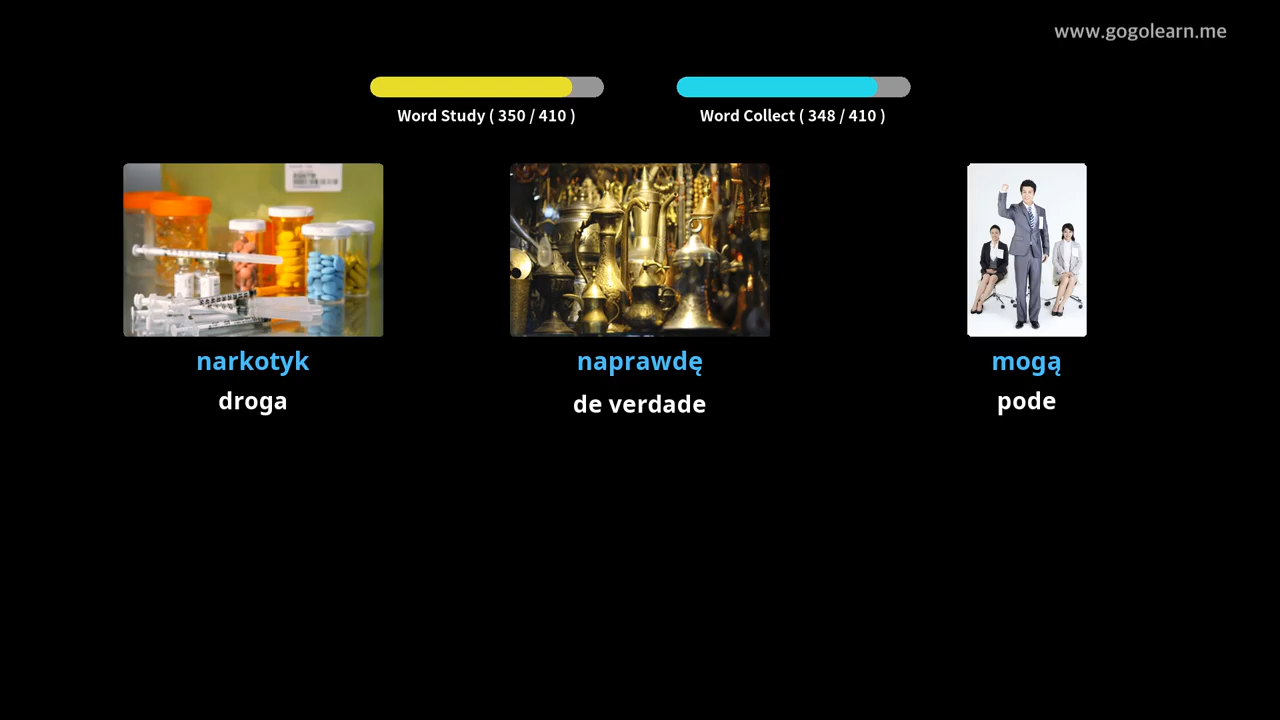 www.gogolearn.me
Word Study ( 350 / 410 )
Word Collect ( 348 / 410 )
narkotyk
naprawdę
mogą
droga
de verdade
pode